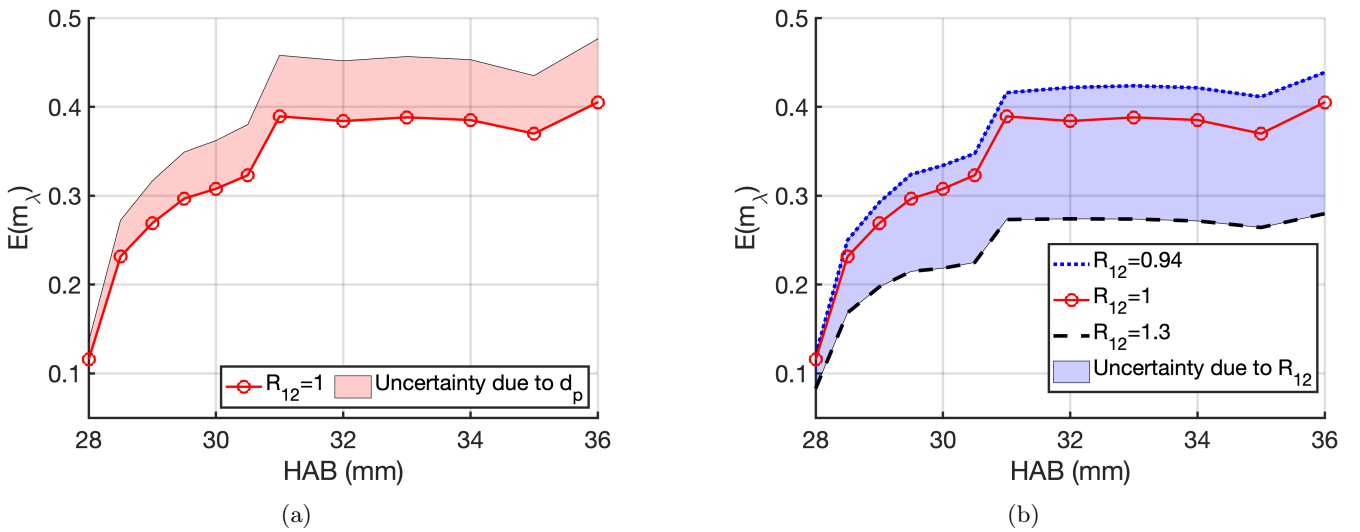 0.5
0.4
0.3
0.2
0.1
E(m_λ)
28 30 32 34 36
HAB (mm)
R_12=1 Uncertainty due to d_p
(a)
0.5
0.4
0.3
0.2
0.1
E(m_λ)
R_12=0.94
R_12=1
R_12=1.3
Uncertainty due to R_12
28 30 32 34 36
HAB (mm)
(b)